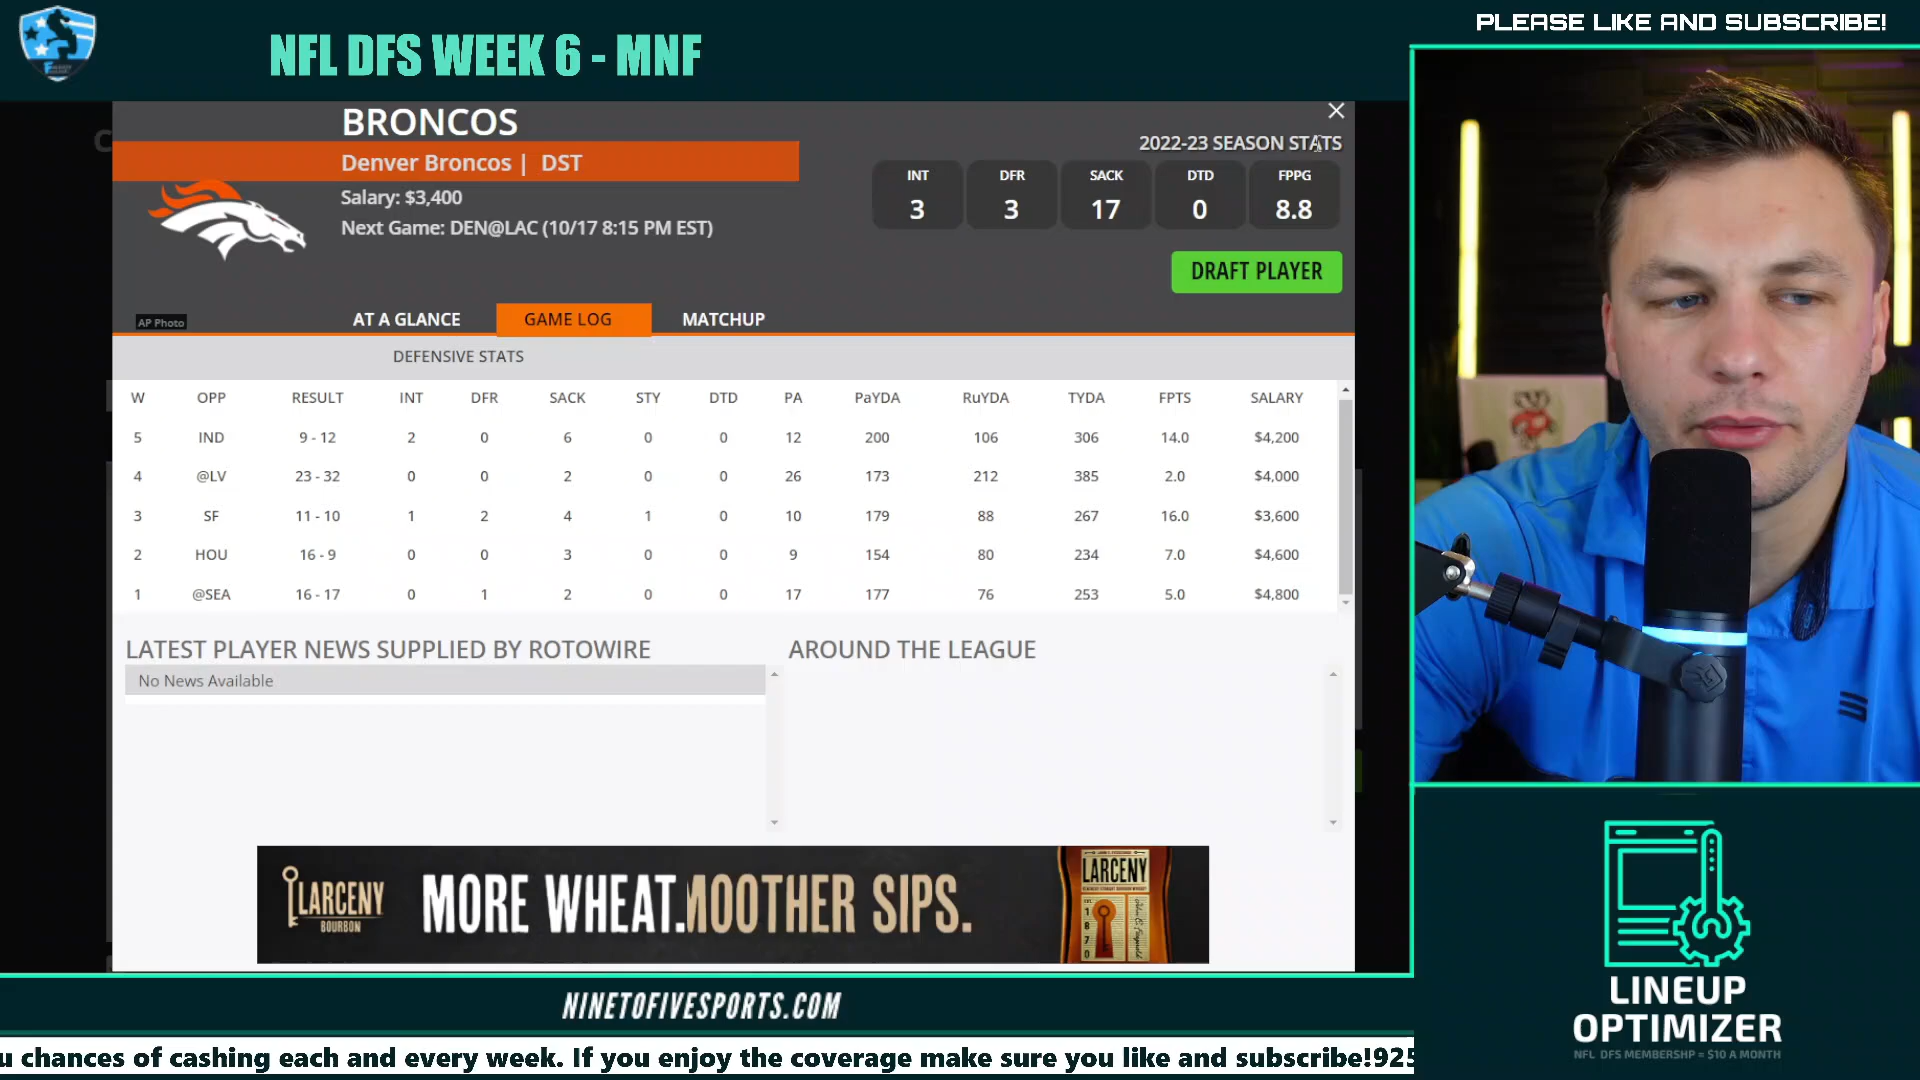 PLEASE LIKE AND SUBSCRIBE!
NFL DFS WEEK 6 - MNF
BRONCOS
Denver Broncos | DST
Salary: $3,400
Next Game: DEN@LAC (10/17 8:15 PM EST)
2022-23 SEASON STATS
INT DFR SACK DTD FPPG
3 3 17 0 8.8
DRAFT PLAYER
AP Photo
AT A GLANCE GAME LOG MATCHUP
DEFENSIVE STATS
W OPP RESULT INT DFR SACK STY DTD PA PaYDA RuYDA TYDA FPTS SALARY
5 IND 9 - 12 2 0 6 0 0 12 200 106 306 14.0 $4,200
4 @LV 23 - 32 0 0 2 0 0 26 173 212 385 2.0 $4,000
3 SF 11 - 10 1 2 4 1 0 10 179 88 267 16.0 $3,600
2 HOU 16 - 9 0 0 3 0 0 9 154 80 234 7.0 $4,600
1 @SEA 16 - 17 0 1 2 0 0 17 177 76 253 5.0 $4,800
LATEST PLAYER NEWS SUPPLIED BY ROTOWIRE
No News Available
AROUND THE LEAGUE
LARCENY
BOURBON
MORE WHEAT. MOOTHER SIPS.
LARCENY
1870
NINETOFIVESPORTS.COM
u chances of cashing each and every week. If you enjoy the coverage make sure you like and subscribe!925
LINEUP
OPTIMIZER
NFL DFS MEMBERSHP = $10 A MONTH